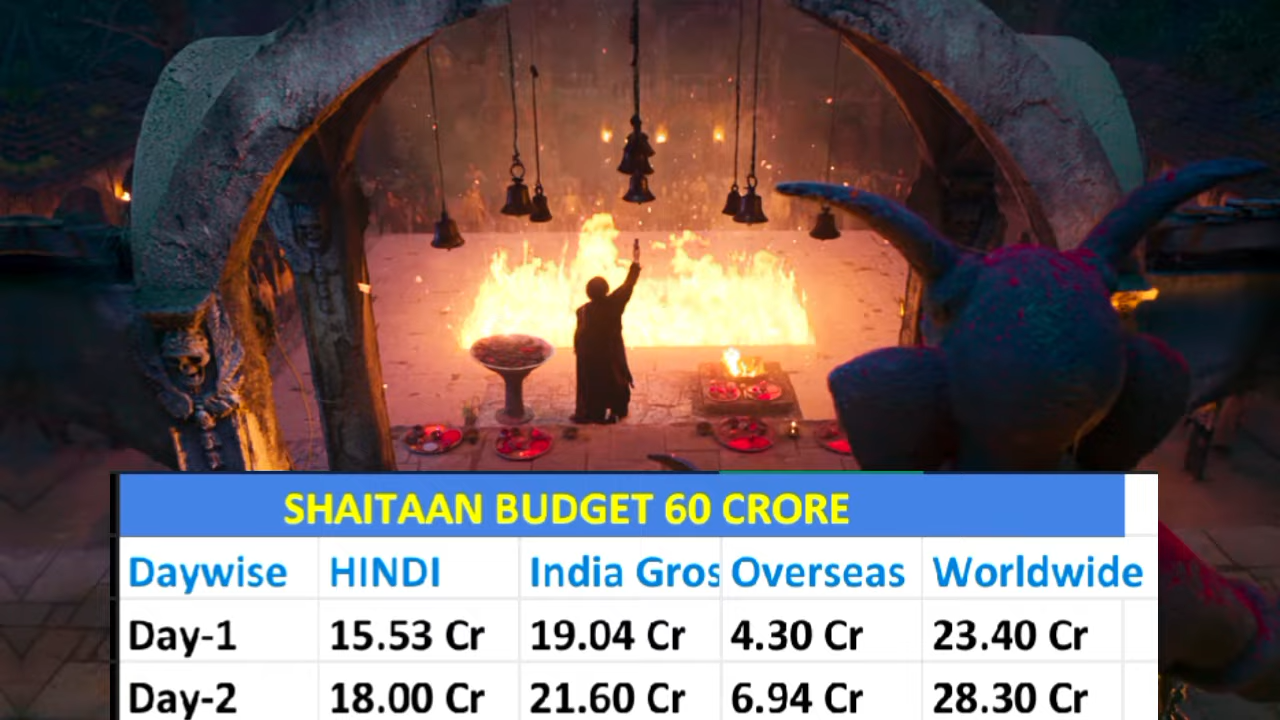 SHAITAAN BUDGET 60 CRORE
Daywise HINDI India Gros Overseas Worldwide
Day-1 15.53 Cr 19.04 Cr 4.30 Cr 23.40 Cr
Day-2 18.00 Cr 21.60 Cr 6.94 Cr 28.30 Cr